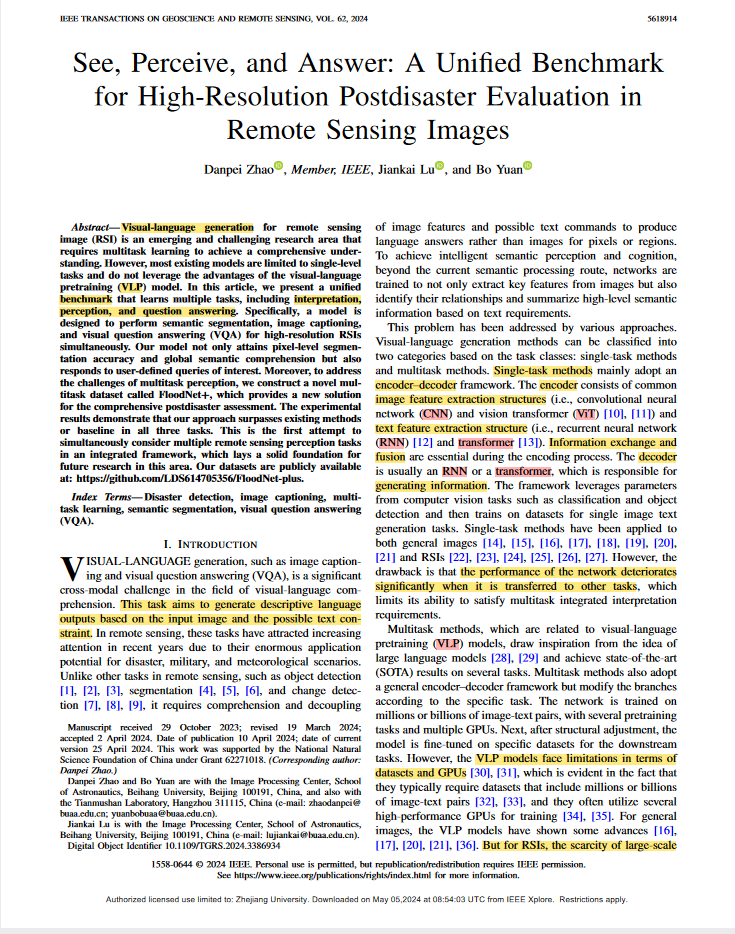 IEEE TRANSACTIONS ON GEOSCIENCE AND REMOTE SENSING, VOL. 62, 2024
5618914
See, Perceive, and Answer: A Unified Benchmark
for High-Resolution Postdisaster Evaluation in
Remote Sensing Images
Danpei Zhao, Member, IEEE, Jiankai Lu, and Bo Yuan
Abstract—Visual-language generation for remote sensing
image (RSI) is an emerging and challenging research area that
requires multitask learning to achieve a comprehensive under-
standing. However, most existing models are limited to single-level
tasks and do not leverage the advantages of the visual-language
pretraining (VLP) model. In this article, we present a unified
benchmark that learns multiple tasks, including interpretation,
perception, and question answering. Specifically, a model is
designed to perform semantic segmentation, image captioning,
and visual question answering (VQA) for high-resolution RSIs
simultaneously. Our model not only attains pixel-level segmen-
tation accuracy and global semantic comprehension but also
responds to user-defined queries of interest. Moreover, to address
the challenges of multitask perception, we construct a novel mul-
titask dataset called FloodNet+, which provides a new solution
for the comprehensive postdisaster assessment. The experimental
results demonstrate that our approach surpasses existing methods
or baseline in all three tasks. This is the first attempt to
simultaneously consider multiple remote sensing perception tasks
in an integrated framework, which lays a solid foundation for
future research in this area. Our datasets are publicly available
at: https://github.com/LDS614705356/FloodNet-plus.
Index Terms—Disaster detection, image captioning, multi-
task learning, semantic segmentation, visual question answering
(VQA).
I. INTRODUCTION
VISUAL-LANGUAGE generation, such as image caption-
ing and visual question answering (VQA), is a significant
cross-modal challenge in the field of visual-language com-
prehension. This task aims to generate descriptive language
outputs based on the input image and the possible text con-
straint. In remote sensing, these tasks have attracted increasing
attention in recent years due to their enormous application
potential for disaster, military, and meteorological scenarios.
Unlike other tasks in remote sensing, such as object detection
[1], [2], [3], segmentation [4], [5], [6], and change detec-
tion [7], [8], [9], it requires comprehension and decoupling
Manuscript received 29 October 2023; revised 19 March 2024;
accepted 2 April 2024. Date of publication 10 April 2024; date of current
version 25 April 2024. This work was supported by the National Natural
Science Foundation of China under Grant 62271018. (Corresponding author:
Danpei Zhao.)
Danpei Zhao and Bo Yuan are with the Image Processing Center, School
of Astronautics, Beihang University, Beijing 100191, China, and also with
the Tianmushan Laboratory, Hangzhou 311115, China (e-mail: zhaodanpei@
buaa.edu.cn; yuanbobuaa@buaa.edu.cn).
Jiankai Lu is with the Image Processing Center, School of Astronautics,
Beihang University, Beijing 100191, China (e-mail: lujiankai@buaa.edu.cn).
Digital Object Identifier 10.1109/TGRS.2024.3386934
of image features and possible text commands to produce
language answers rather than images for pixels or regions.
To achieve intelligent semantic perception and cognition,
beyond the current semantic processing route, networks are
trained to not only extract key features from images but also
identify their relationships and summarize high-level semantic
information based on text requirements.
This problem has been addressed by various approaches.
Visual-language generation methods can be classified into
two categories based on the task classes: single-task methods
and multitask methods. Single-task methods mainly adopt an
encoder–decoder framework. The encoder consists of common
image feature extraction structures (i.e., convolutional neural
network (CNN) and vision transformer (ViT) [10], [11]) and
text feature extraction structure (i.e., recurrent neural network
(RNN) [12] and transformer [13]). Information exchange and
fusion are essential during the encoding process. The decoder
is usually an RNN or a transformer, which is responsible for
generating information. The framework leverages parameters
from computer vision tasks such as classification and object
detection and then trains on datasets for single image text
generation tasks. Single-task methods have been applied to
both general images [14], [15], [16], [17], [18], [19], [20],
[21] and RSIs [22], [23], [24], [25], [26], [27]. However, the
drawback is that the performance of the network deteriorates
significantly when it is transferred to other tasks, which
limits its ability to satisfy multitask integrated interpretation
requirements.
Multitask methods, which are related to visual-language
pretraining (VLP) models, draw inspiration from the idea of
large language models [28], [29] and achieve state-of-the-art
(SOTA) results on several tasks. Multitask methods also adopt
a general encoder–decoder framework but modify the branches
according to the specific task. The network is trained on
millions or billions of image-text pairs, with several pretraining
tasks and multiple GPUs. Next, after structural adjustment, the
model is fine-tuned on specific datasets for the downstream
tasks. However, the VLP models face limitations in terms of
datasets and GPUs [30], [31], which is evident in the fact that
they typically require datasets that include millions or billions
of image-text pairs [32], [33], and they often utilize several
high-performance GPUs for training [34], [35]. For general
images, the VLP models have shown some advances [16],
[17], [20], [21], [36]. But for RSIs, the scarcity of large-scale
1558-0644 © 2024 IEEE. Personal use is permitted, but republication/redistribution requires IEEE permission.
See https://www.ieee.org/publications/rights/index.html for more information.
Authorized licensed use limited to: Zhejiang University. Downloaded on May 05,2024 at 08:54:03 UTC from IEEE Xplore. Restrictions apply.